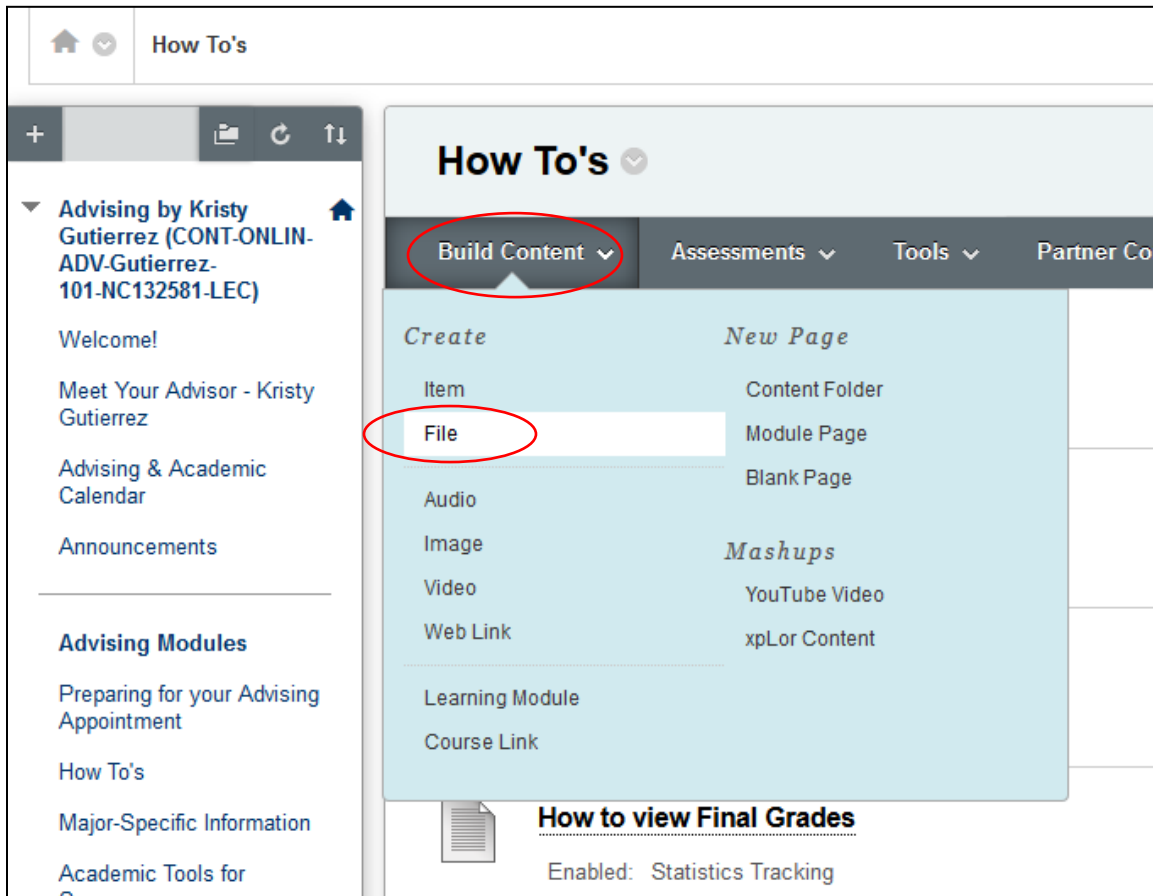 How To's
Advising by Kristy
Gutierrez (CONT-ONLIN-
ADV-Gutierrez-
101-NC132581-LEC)
Welcome!
Meet Your Advisor - Kristy
Gutierrez
Advising & Academic
Calendar
Announcements
Advising Modules
Preparing for your Advising
Appointment
How To's
Major-Specific Information
Academic Tools for
How To's
Build Content
Assessments
Tools
Partner Co
Create
Item
File
Audio
Image
Video
Web Link
Learning Module
Course Link
New Page
Content Folder
Module Page
Blank Page
Mashups
YouTube Video
xpLor Content
How to view Final Grades
Enabled: Statistics Tracking